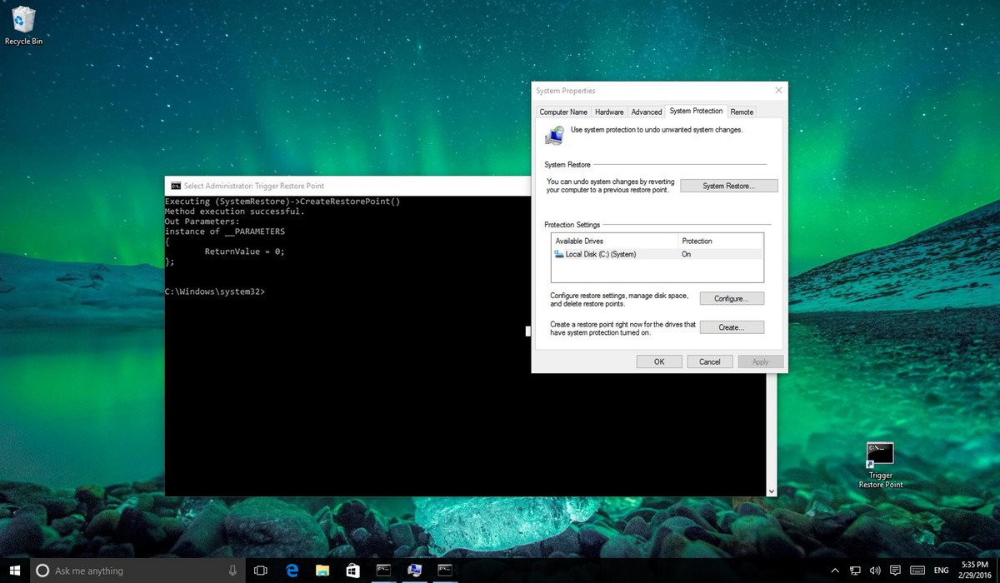 Recycle Bin
System Properties
Computer Name Hardware Advanced System Protection Remote
Use system protection to undo unwanted system changes.
System Restore
You can undo system changes by reverting
your computer to a previous restore point.
System Restore...
Protection Settings
Available Drives Protection
Local Disk (C:) (System) On
Configure restore settings, manage disk space,
and delete restore points.
Configure...
Create a restore point right now for the drives that
have system protection turned on.
Create...
OK Cancel Apply
Select Administrator: Trigger Restore Point
Executing (SystemRestore)->CreateRestorePoint()
Method execution successful.
Out Parameters:
instance of __PARAMETERS
{
ReturnValue = 0;
};
C:\Windows\system32>
C:\
Trigger
Restore Point
Ask me anything
ENG
5:35 PM
2/29/2016